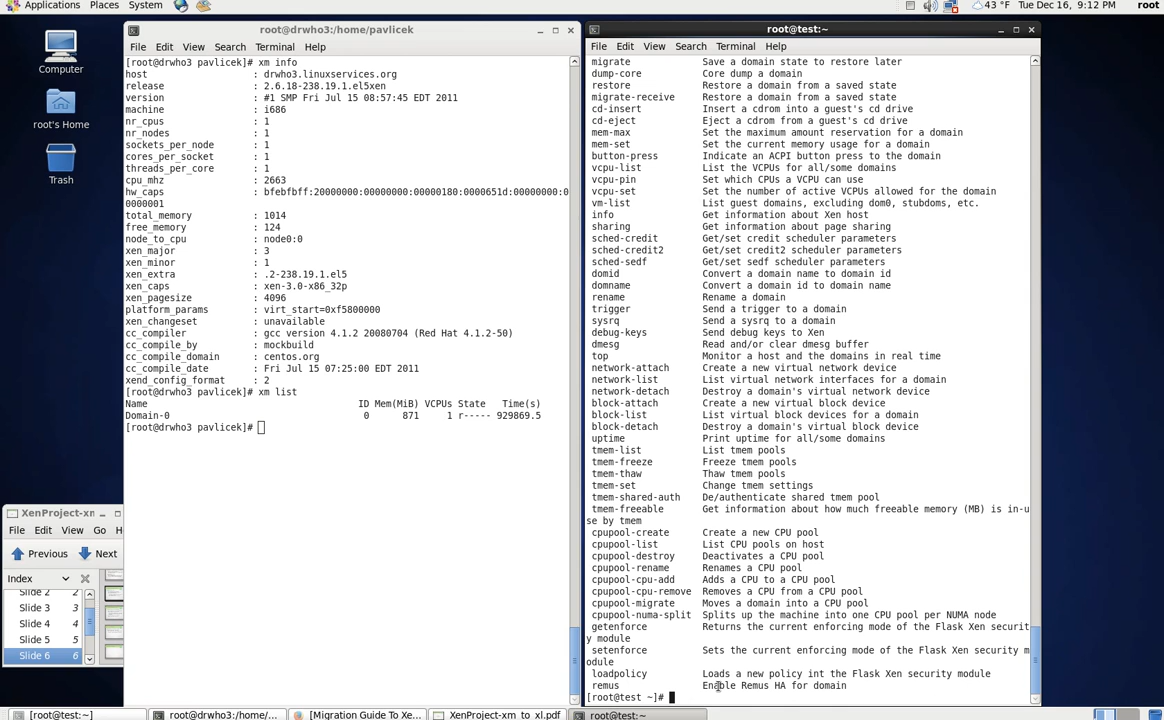 Applications Places System
43 °F Tue Dec 16, 9:12 PM root
Computer
root's Home
Trash
root@drwho3:/home/pavlicek
File Edit View Search Terminal Help
[root@drwho3 pavlicek]# xm info
host : drwho3.linuxservices.org
release : 2.6.18-238.19.1.el5xen
version : #1 SMP Fri Jul 15 08:57:45 EDT 2011
machine : i686
nr_cpus : 1
nr_nodes : 1
sockets_per_node : 1
cores_per_socket : 1
threads_per_core : 1
cpu_mhz : 2663
hw_caps : bfebfbff:20000000:00000000:00000180:0000651d:00000000:0
0000001
total_memory : 1014
free_memory : 124
node_to_cpu : node0:0
xen_major : 3
xen_minor : 1
xen_extra : .2-238.19.1.el5
xen_caps : xen-3.0-x86_32p
xen_pagesize : 4096
platform_params : virt_start=0xf5800000
xen_changeset : unavailable
cc_compiler : gcc version 4.1.2 20080704 (Red Hat 4.1.2-50)
cc_compile_by : mockbuild
cc_compile_domain : centos.org
cc_compile_date : Fri Jul 15 07:25:00 EDT 2011
xend_config_format : 2
[root@drwho3 pavlicek]# xm list
Name ID Mem(MiB) VCPUs State Time(s)
Domain-0 0 871 1 r----- 929869.5
[root@drwho3 pavlicek]#
root@test:~
File Edit View Search Terminal Help
migrate Save a domain state to restore later
dump-core Core dump a domain
restore Restore a domain from a saved state
migrate-receive Restore a domain from a saved state
cd-insert Insert a cdrom into a guest's cd drive
cd-eject Eject a cdrom from a guest's cd drive
mem-max Set the maximum amount reservation for a domain
mem-set Set the current memory usage for a domain
button-press Indicate an ACPI button press to the domain
vcpu-list List the VCPUs for all/some domains
vcpu-pin Set which CPUs a VCPU can use
vcpu-set Set the number of active VCPUs allowed for the domain
vm-list List guest domains, excluding dom0, stubdoms, etc.
info Get information about Xen host
sharing Get information about page sharing
sched-credit Get/set credit scheduler parameters
sched-credit2 Get/set credit2 scheduler parameters
sched-sedf Get/set sedf scheduler parameters
domid Convert a domain name to domain id
domname Convert a domain id to domain name
rename Rename a domain
trigger Send a trigger to a domain
sysrq Send a sysrq to a domain
debug-keys Send debug keys to Xen
dmesg Read and/or clear dmesg buffer
top Monitor a host and the domains in real time
network-attach Create a new virtual network device
network-list List virtual network interfaces for a domain
network-detach Destroy a domain's virtual network device
block-attach Create a new virtual block device
block-list List virtual block devices for a domain
block-detach Destroy a domain's virtual block device
uptime Print uptime for all/some domains
tmem-list List tmem pools
tmem-freeze Freeze tmem pools
tmem-thaw Thaw tmem pools
tmem-set Change tmem settings
tmem-shared-auth De/authenticate shared tmem pool
tmem-freeable Get information about how much freeable memory (MB) is in-u
se by tmem
cpupool-create Create a new CPU pool
cpupool-list List CPU pools on host
cpupool-destroy Deactivates a CPU pool
cpupool-rename Renames a CPU pool
cpupool-cpu-add Adds a CPU to a CPU pool
cpupool-cpu-remove Removes a CPU from a CPU pool
cpupool-migrate Moves a domain into a CPU pool
cpupool-numa-split Splits up the machine into one CPU pool per NUMA node
getenforce Returns the current enforcing mode of the Flask Xen securit
y module
setenforce Sets the current enforcing mode of the Flask Xen security m
odule
loadpolicy Loads a new policy int the Flask Xen security module
remus Enable Remus HA for domain
[root@test ~]#
XenProject-xn
File Edit View Go H
Previous Next
Index
Slide 2 2
Slide 3 3
Slide 4 4
Slide 5 5
Slide 6 6
[root@test:~]
root@drwho3:/home/...
[Migration Guide To Xe...
XenProject-xm_to_xl.pdf
root@test:~